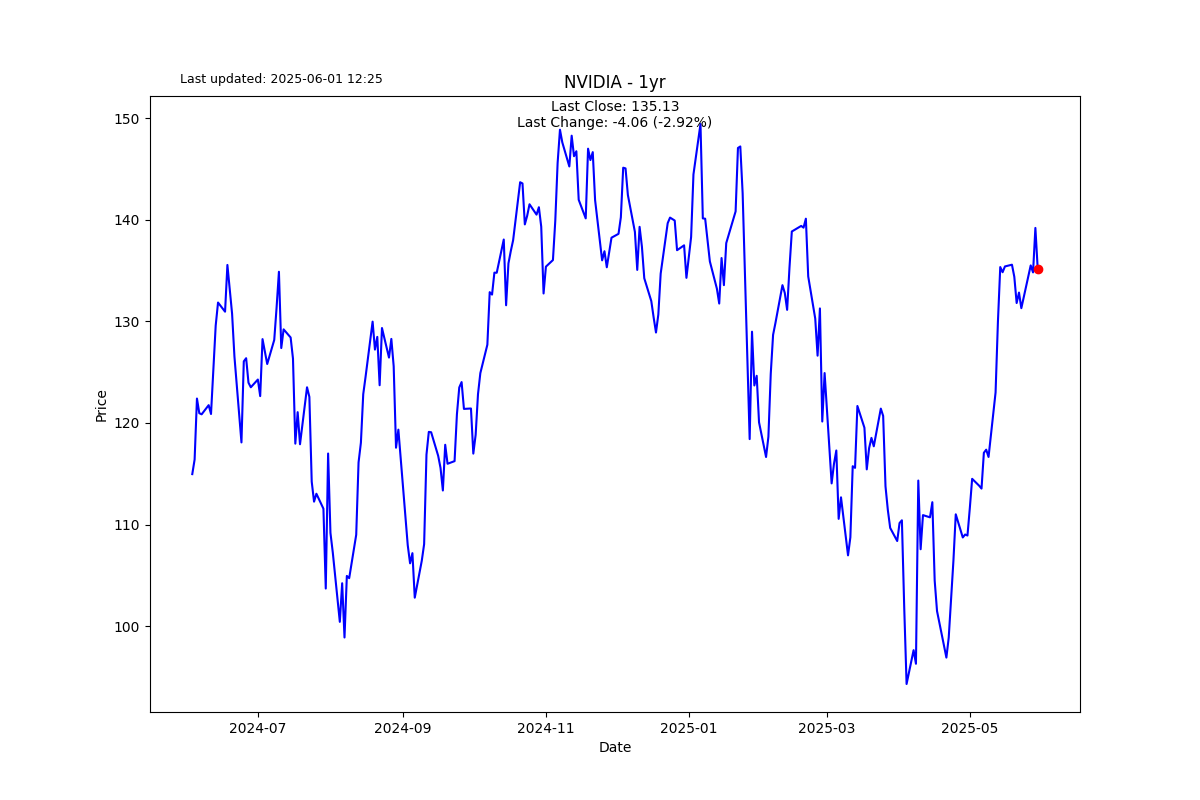 Last updated: 2025-06-01 12:25
NVIDIA - 1yr
Last Close: 135.13
Last Change: -4.06 (-2.92%)
150
140
130
120
110
100
Price
2024-07
2024-09
2024-11
2025-01
2025-03
2025-05
Date